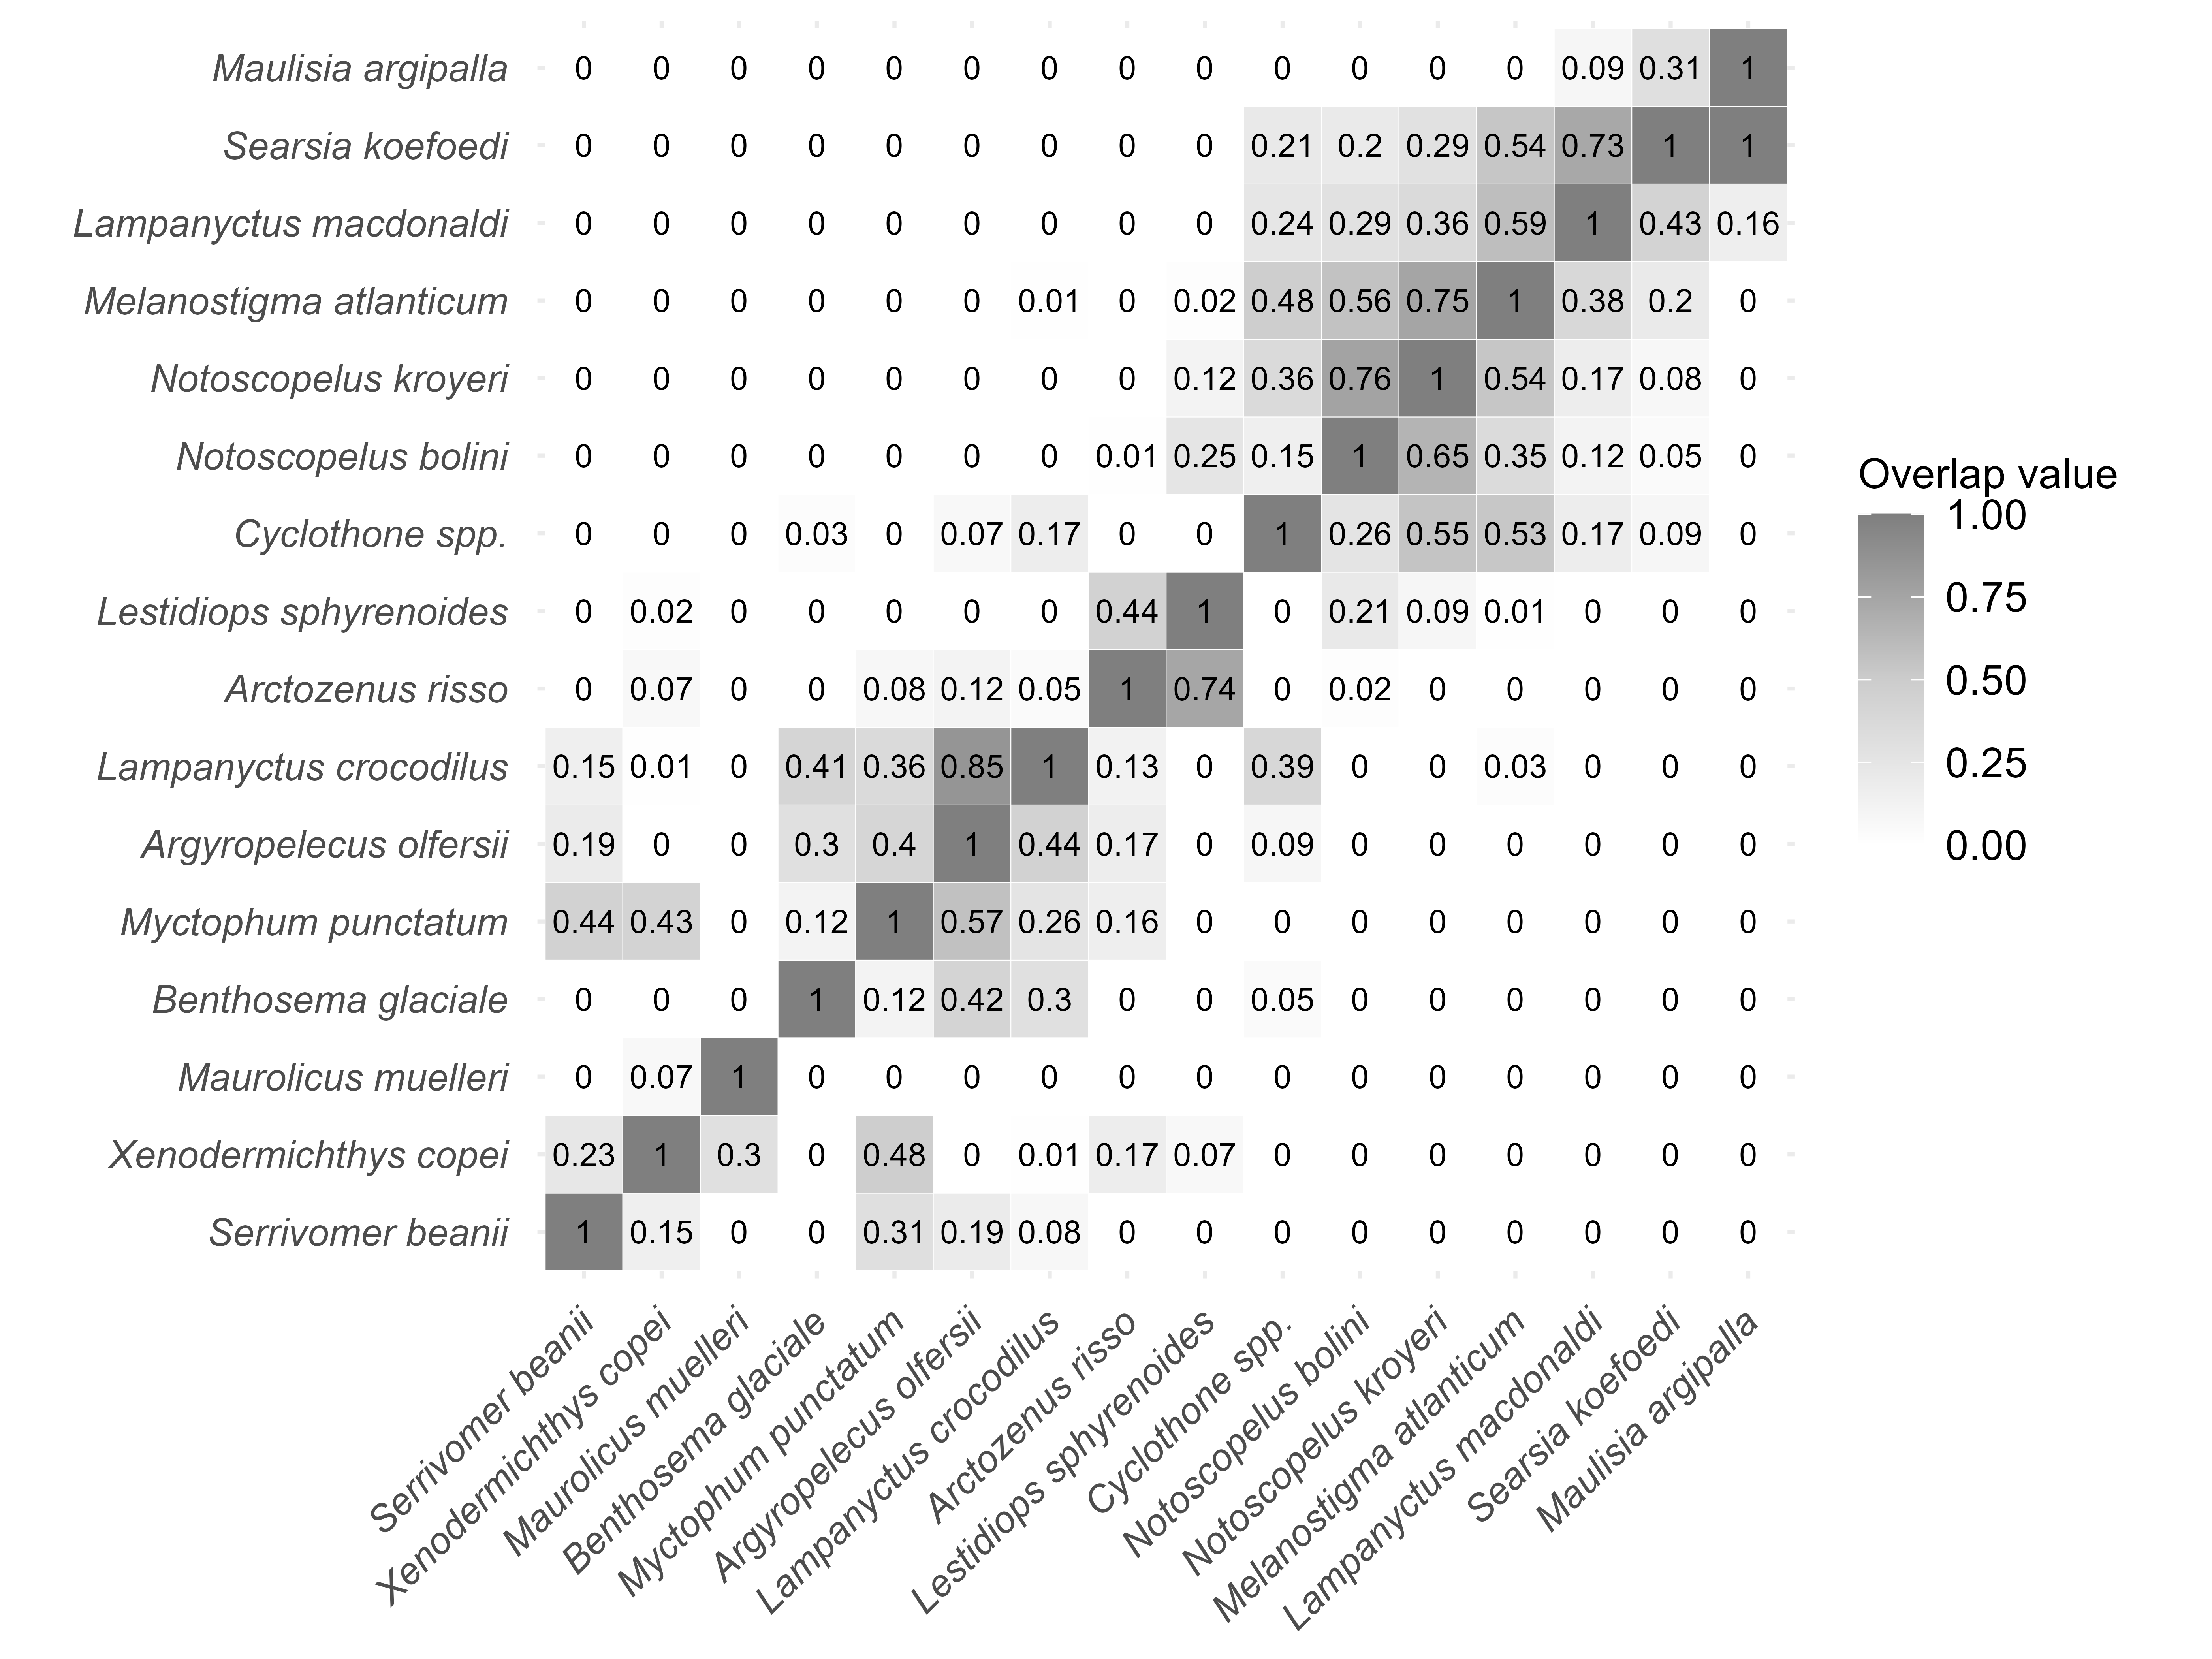 Maulisia argipalla 0 0 0 0 0 0 0 0 0 0 0 0 0 0.09 0.31 1
Searsia koefoedi 0 0 0 0 0 0 0 0 0 0.21 0.2 0.29 0.54 0.73 1 1
Lampanyctus macdonaldi 0 0 0 0 0 0 0 0 0 0.24 0.29 0.36 0.59 1 0.43 0.16
Melanostigma atlanticum 0 0 0 0 0 0 0.01 0 0.02 0.48 0.56 0.75 1 0.38 0.2 0
Notoscopelus kroyeri 0 0 0 0 0 0 0 0 0.12 0.36 0.76 1 0.54 0.17 0.08 0
Notoscopelus bolini 0 0 0 0 0 0 0 0.01 0.25 0.15 1 0.65 0.35 0.12 0.05 0
Cyclothone spp. 0 0 0 0.03 0 0.07 0.17 0 0 1 0.26 0.55 0.53 0.17 0.09 0
Lestidiops sphyrenoides 0 0.02 0 0 0 0 0 0.44 1 0 0.21 0.09 0.01 0 0 0
Arctozenus risso 0 0.07 0 0 0.08 0.12 0.05 1 0.74 0 0.02 0 0 0 0 0
Lampanyctus crocodilus 0.15 0.01 0 0.41 0.36 0.85 1 0.13 0 0.39 0 0 0.03 0 0 0
Argyropelecus olfersii 0.19 0 0 0.3 0.4 1 0.44 0.17 0 0.09 0 0 0 0 0 0
Myctophum punctatum 0.44 0.43 0 0.12 1 0.57 0.26 0.16 0 0 0 0 0 0 0 0
Benthosema glaciale 0 0 0 1 0.12 0.42 0.3 0 0 0.05 0 0 0 0 0 0
Maurolicus muelleri 0 0.07 1 0 0 0 0 0 0 0 0 0 0 0 0 0
Xenodermichthys copei 0.23 1 0.3 0 0.48 0 0.01 0.17 0.07 0 0 0 0 0 0 0
Serrivomer beanii 1 0.15 0 0 0.31 0.19 0.08 0 0 0 0 0 0 0 0 0
Serrivomer beanii
Xenodermichthys copei
Maurolicus muelleri
Benthosema glaciale
Myctophum punctatum
Argyropelecus olfersii
Lampanyctus crocodilus
Arctozenus risso
Lestidiops sphyrenoides
Cyclothone spp.
Notoscopelus bolini
Notoscopelus kroyeri
Melanostigma atlanticum
Lampanyctus macdonaldi
Searsia koefoedi
Maulisia argipalla
Overlap value
1.00
0.75
0.50
0.25
0.00